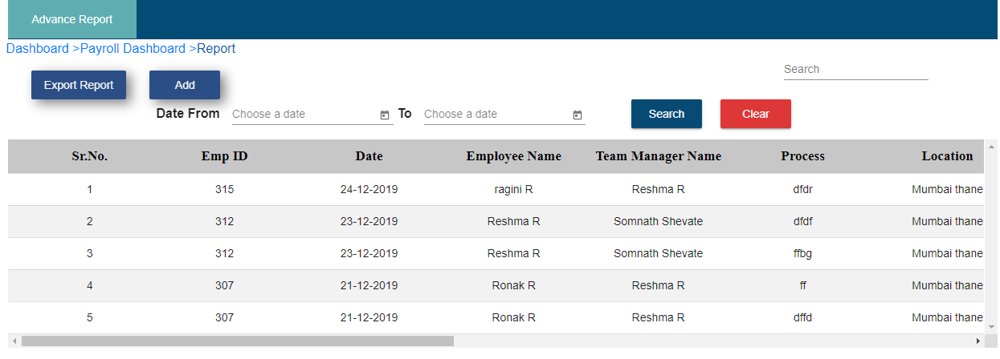 Advance Report
Dashboard >Payroll Dashboard >Report
Search
Export Report Add
Date From Choose a date To Choose a date Search Clear
Sr.No. Emp ID Date Employee Name Team Manager Name Process Location
1 315 24-12-2019 ragini R Reshma R dfdr Mumbai thane
2 312 23-12-2019 Reshma R Somnath Shevate dfdf Mumbai thane
3 312 23-12-2019 Reshma R Somnath Shevate ffbg Mumbai thane
4 307 21-12-2019 Ronak R Reshma R ff Mumbai thane
5 307 21-12-2019 Ronak R Reshma R dffd Mumbai thane